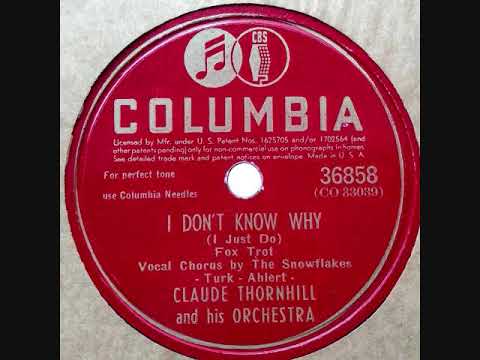 CBS
COLUMBIA
Licensed by Mfr. under U. S. Patent Nos. 1625705 and/or 1702564 (and
other patents pending) only for non-commercial use on phonographs in homes.
See detailed trade mark and patent notices on envelope. Made in U. S. A.
For perfect tone
use Columbia Needles
36858
(CO 33039)
I DON'T KNOW WHY
(I Just Do)
Fox Trot
Vocal Chorus by The Snowflakes
- Turk - Ahlert -
CLAUDE THORNHILL
and his ORCHESTRA